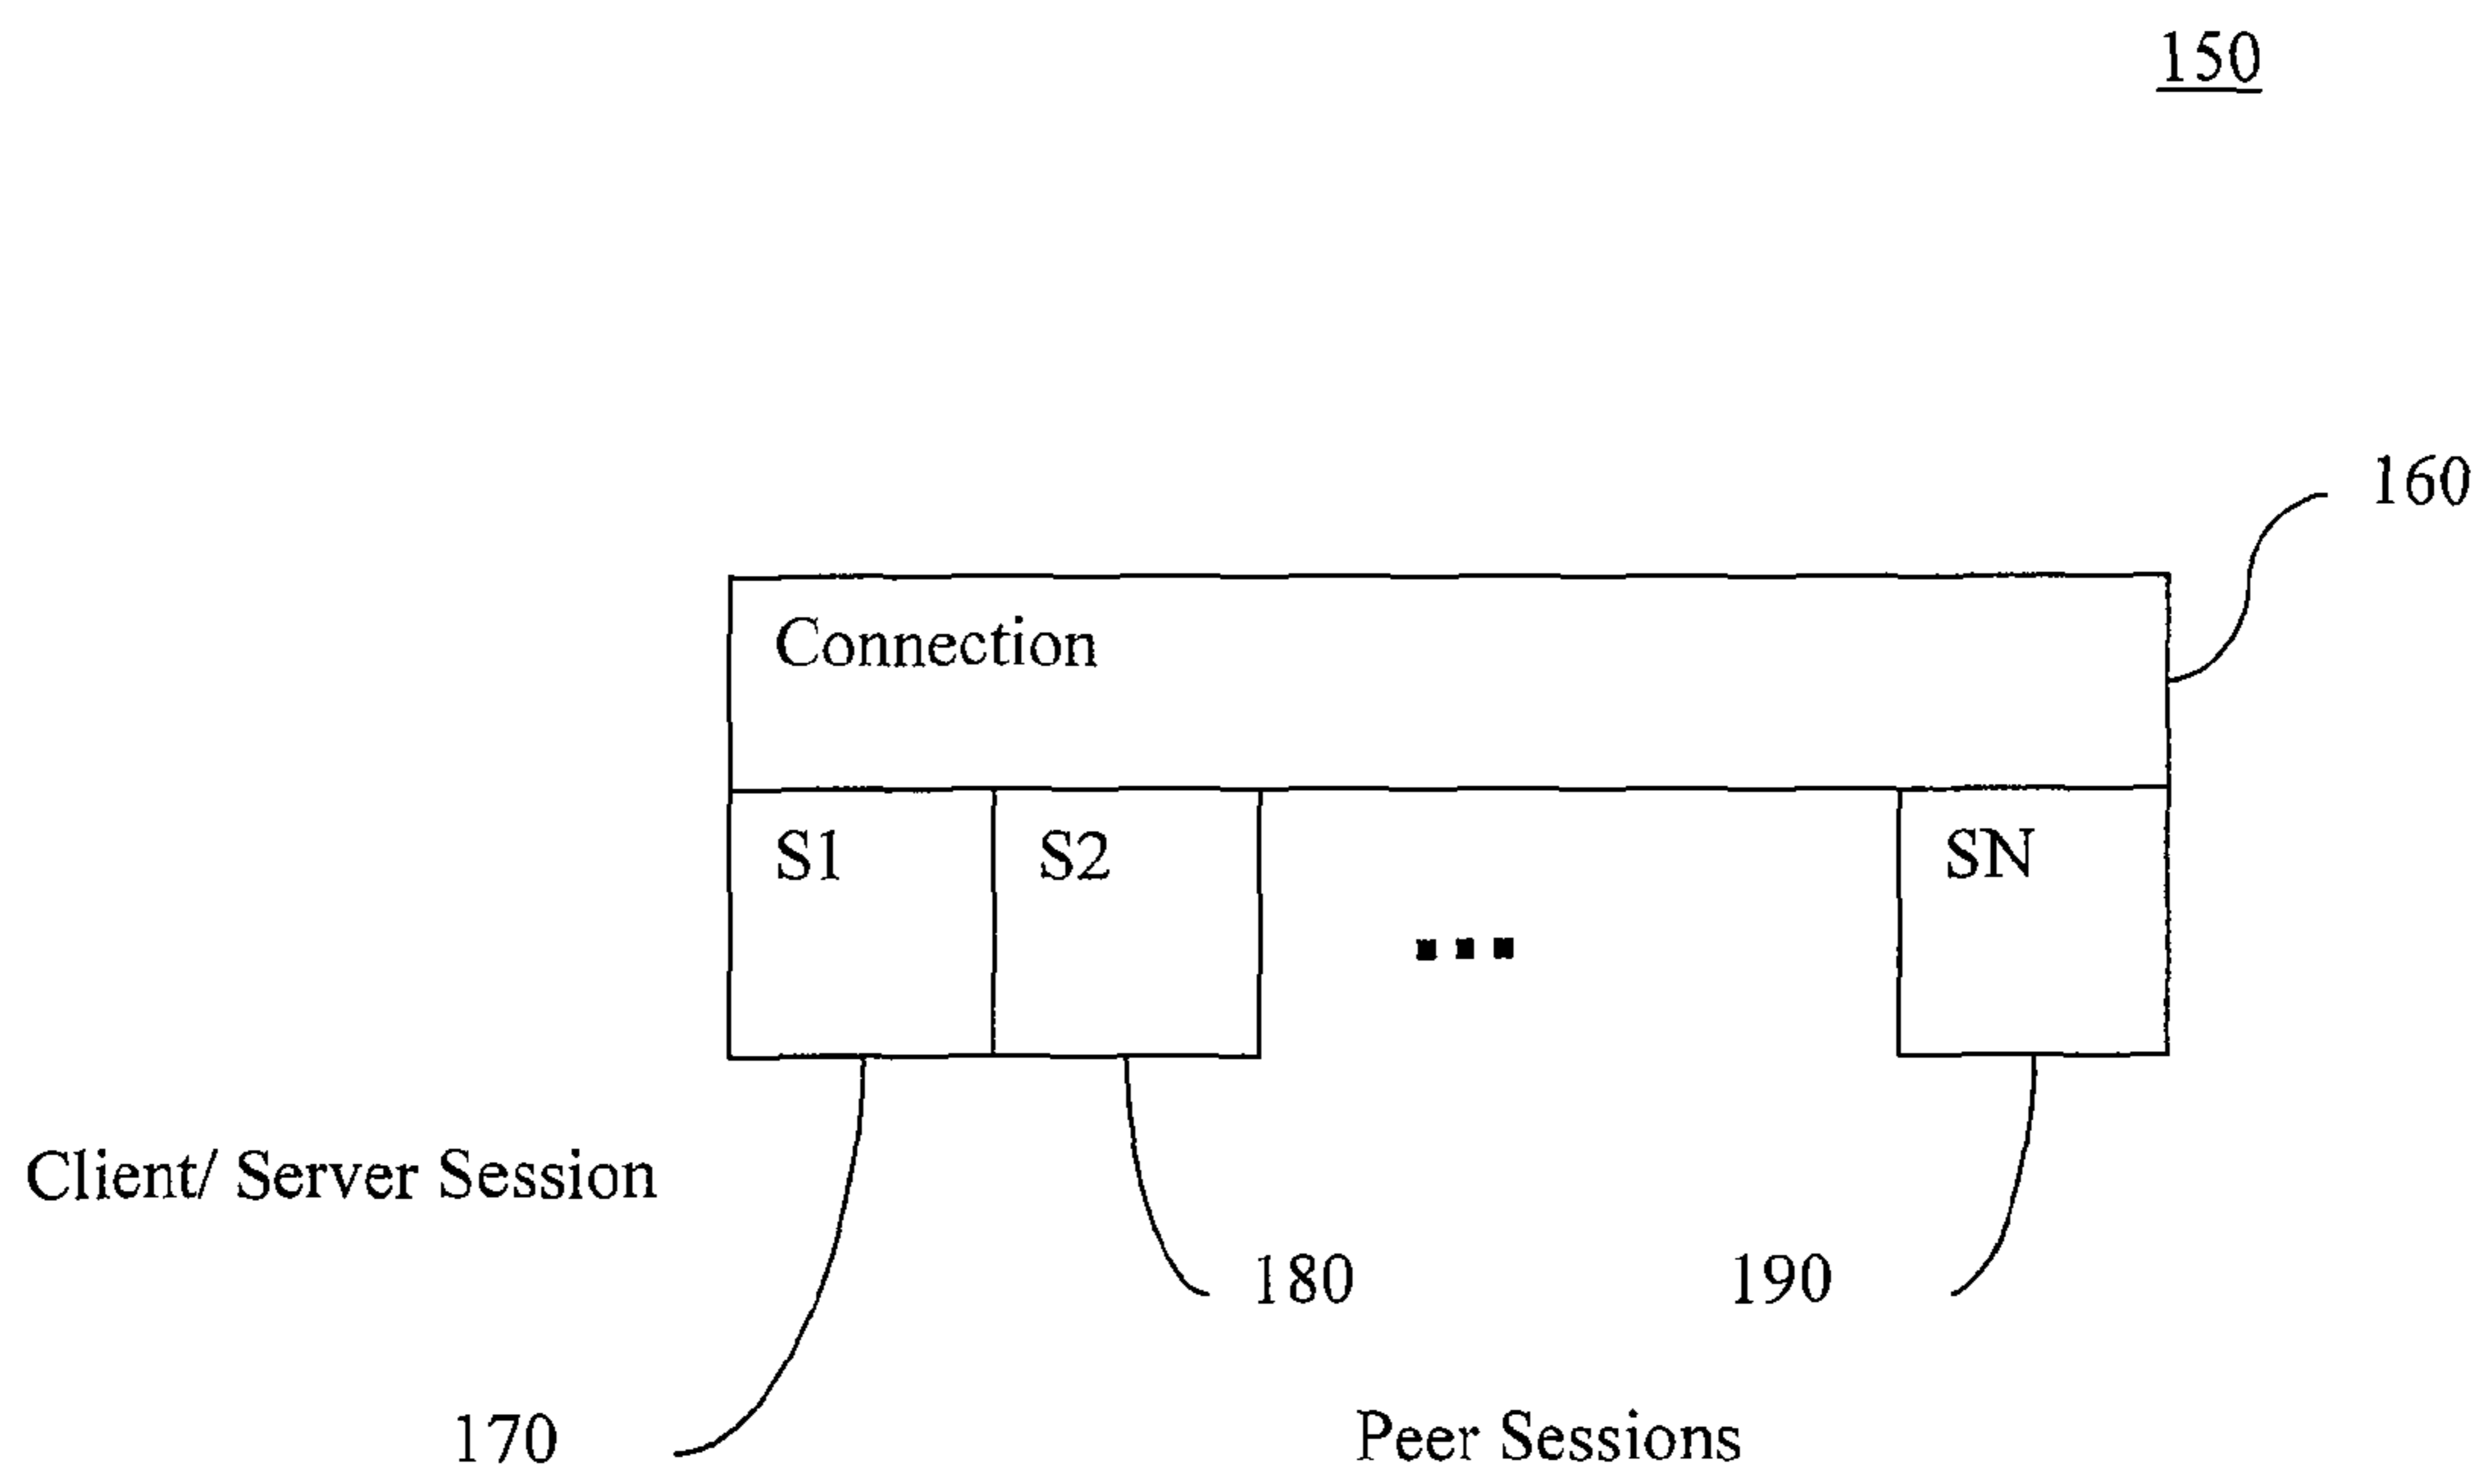 150
160
Connection
S1
S2
SN
Client/ Server Session
180
190
170
Peer Sessions